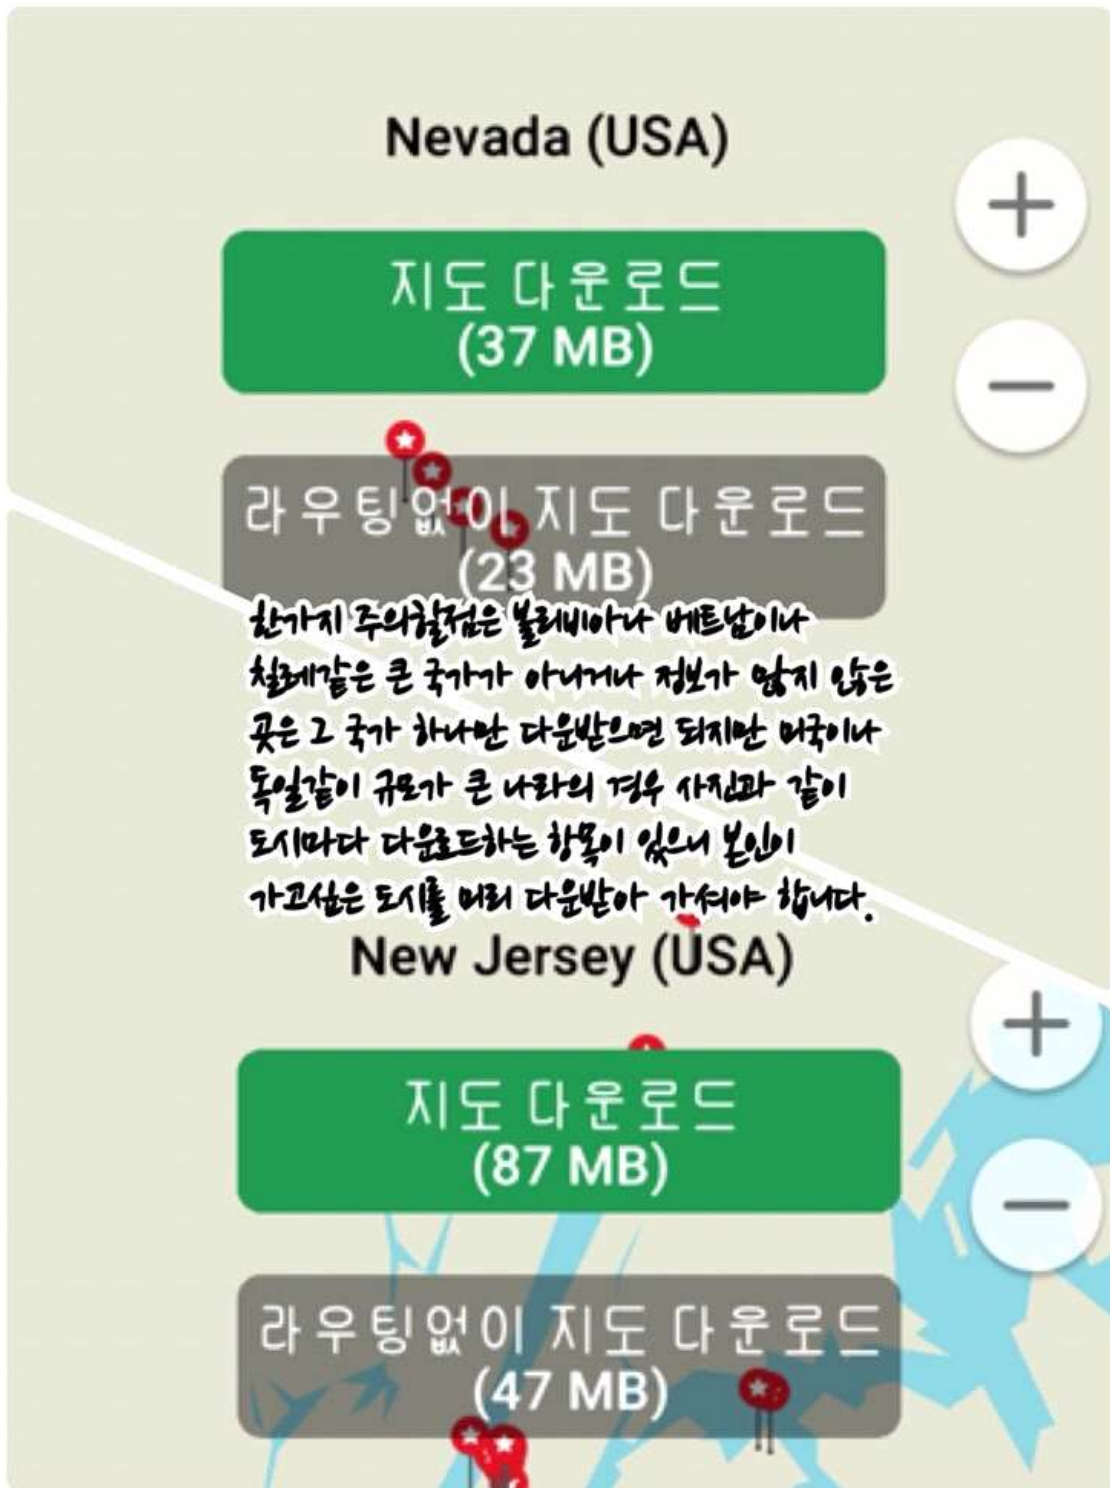 Nevada (USA)
지도 다운로드
(37 MB)
라우팅없이 지도 다운로드
(23 MB)
한가지 주의할점은 볼리비아나 베트남이나
칠레같은 큰 국가가 아니거나 정보가 많지 않은
곳은 그 국가 하나만 다운받으면 되지만 미국이나
독일같이 규모가 큰 나라의 경우 사진과 같이
도시마다 다운로드하는 항목이 있으니 본인이
가고싶은 도시를 미리 다운받아 가셔야 합니다.
New Jersey (USA)
지도 다운로드
(87 MB)
라우팅없이 지도 다운로드
(47 MB)